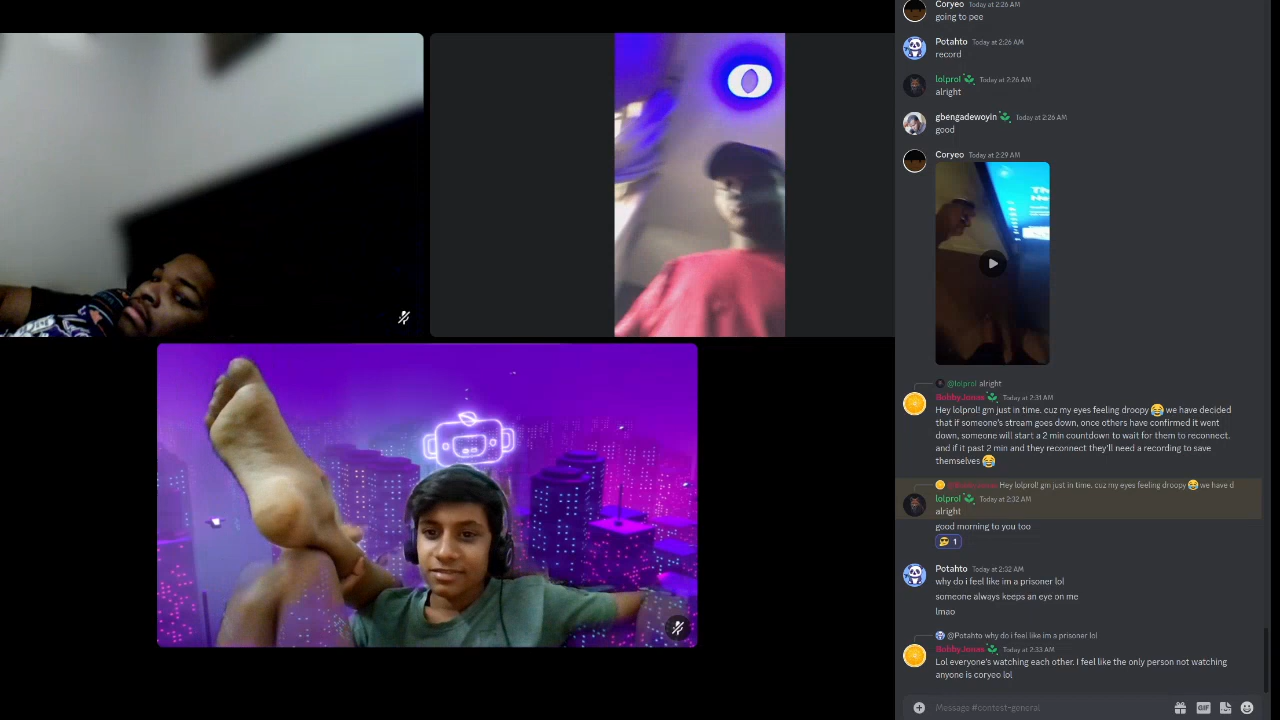 Coryeo Today at 2:26 AM
going to pee
Potahto Today at 2:26 AM
record
lolprol Today at 2:26 AM
alright
gbengadewoyin Today at 2:26 AM
good
Coryeo Today at 2:29 AM
@lolprol alright
BobbyJonas Today at 2:31 AM
Hey lolprol! gm just in time. cuz my eyes feeling droopy 😂 we have decided
that if someone's stream goes down, once others have confirmed it went
down, someone will start a 2 min countdown to wait for them to reconnect.
and if it past 2 min and they reconnect they'll need a recording to save
themselves 😂
Hey lolprol! gm just in time. cuz my eyes feeling droopy 😂 we have d
lolprol Today at 2:32 AM
alright
good morning to you too
1
Potahto Today at 2:32 AM
why do i feel like im a prisoner lol
someone always keeps an eye on me
lmao
@Potahto why do i feel like im a prisoner lol
BobbyJonas Today at 2:33 AM
Lol everyone's watching each other. I feel like the only person not watching
anyone is coryeo lol
Message #contest-general
GIF